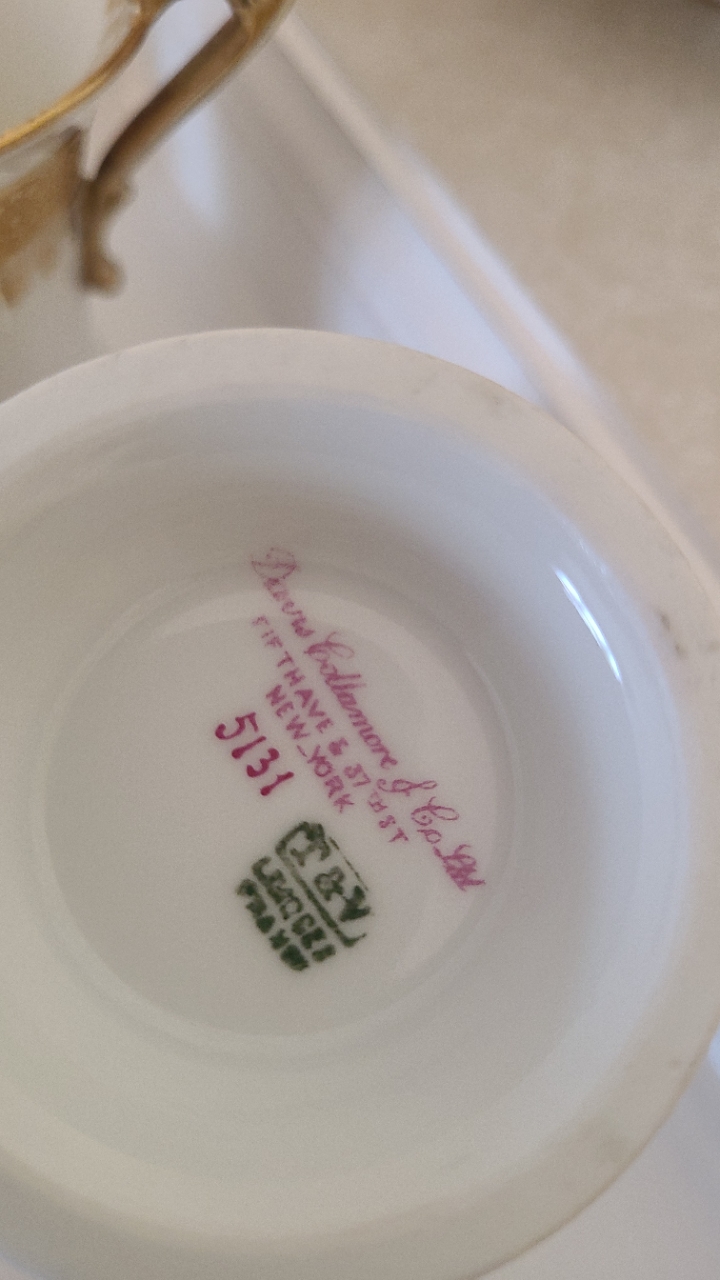 Davis Collamore & Co. Ltd
FIFTH AVE & 37TH ST
NEW YORK
5131
T&V
LIMOGES
FRANCE